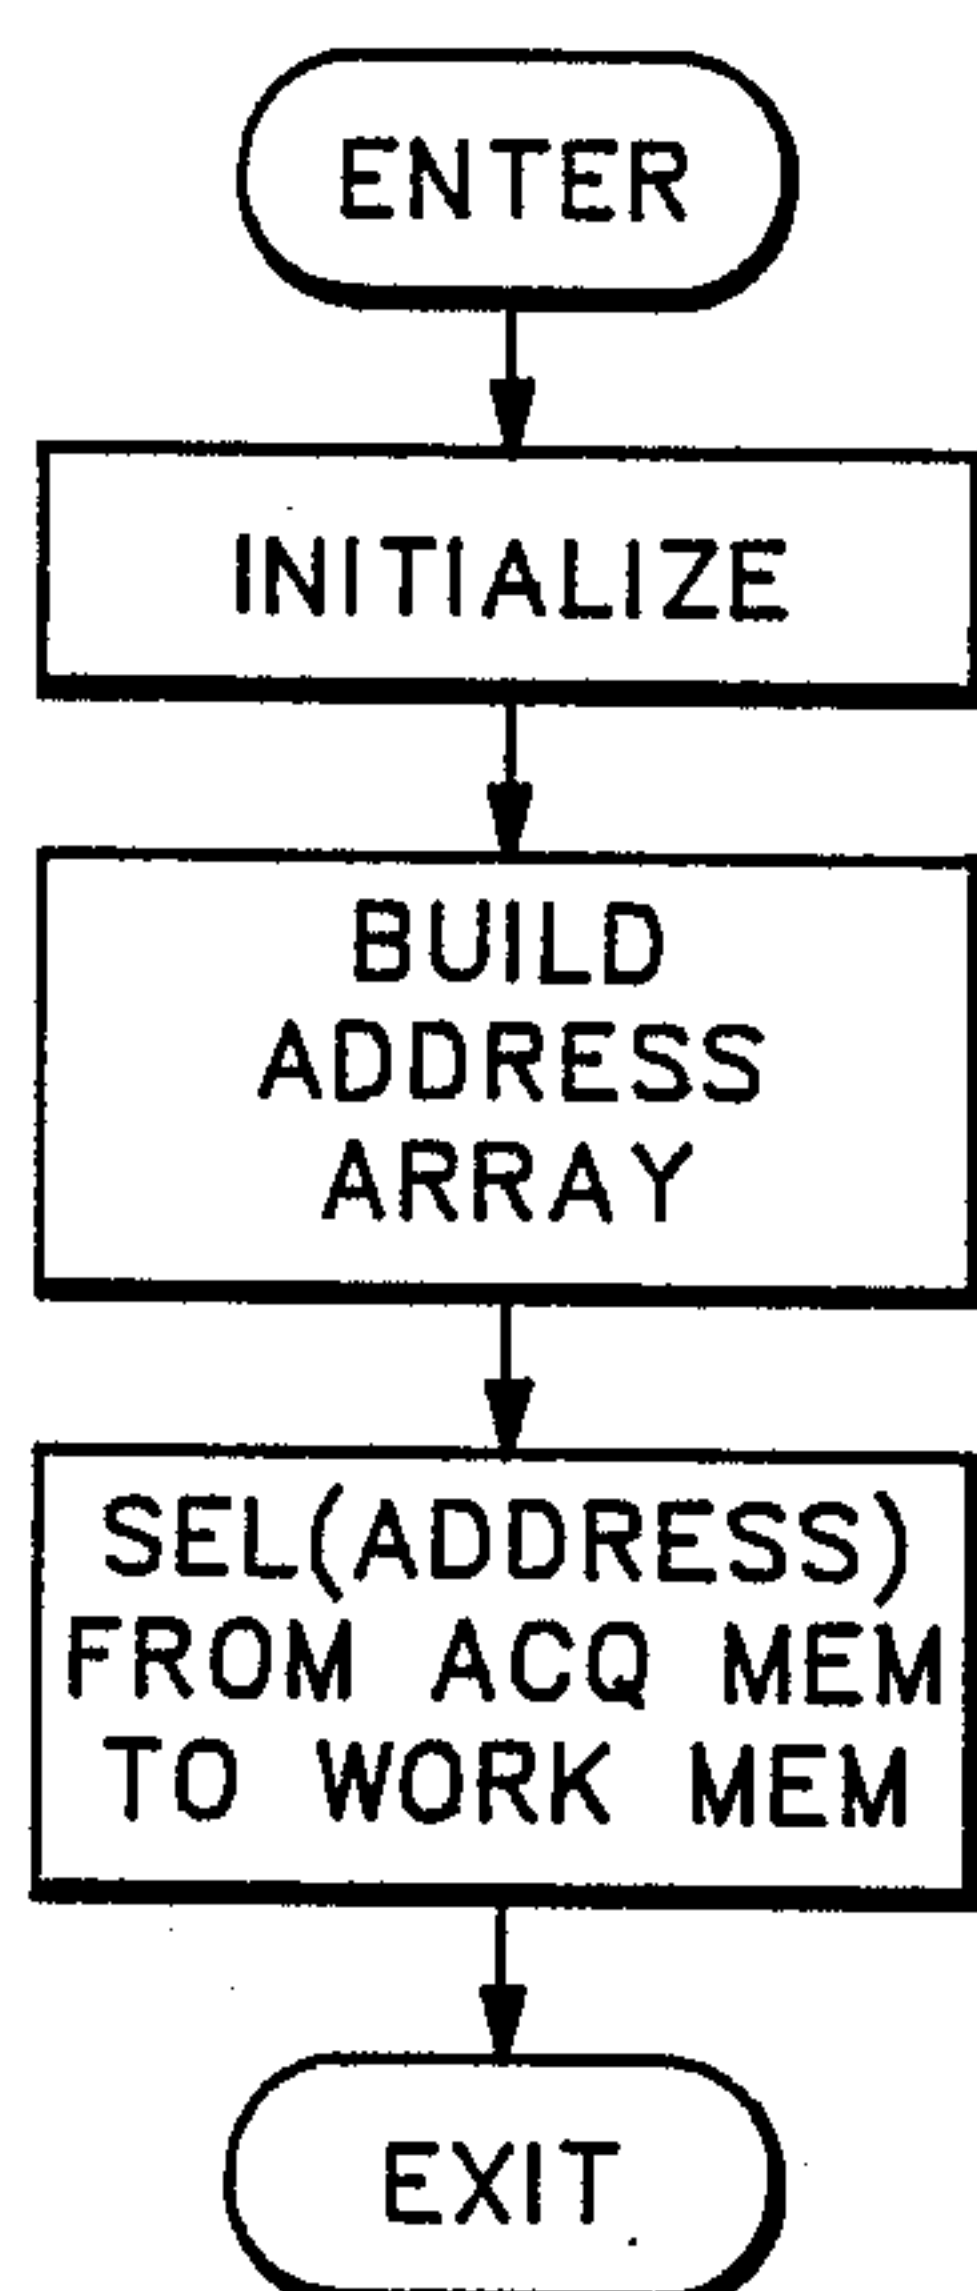 ENTER
INITIALIZE
BUILD
ADDRESS
ARRAY
SEL(ADDRESS)
FROM ACQ MEM
TO WORK MEM
EXIT